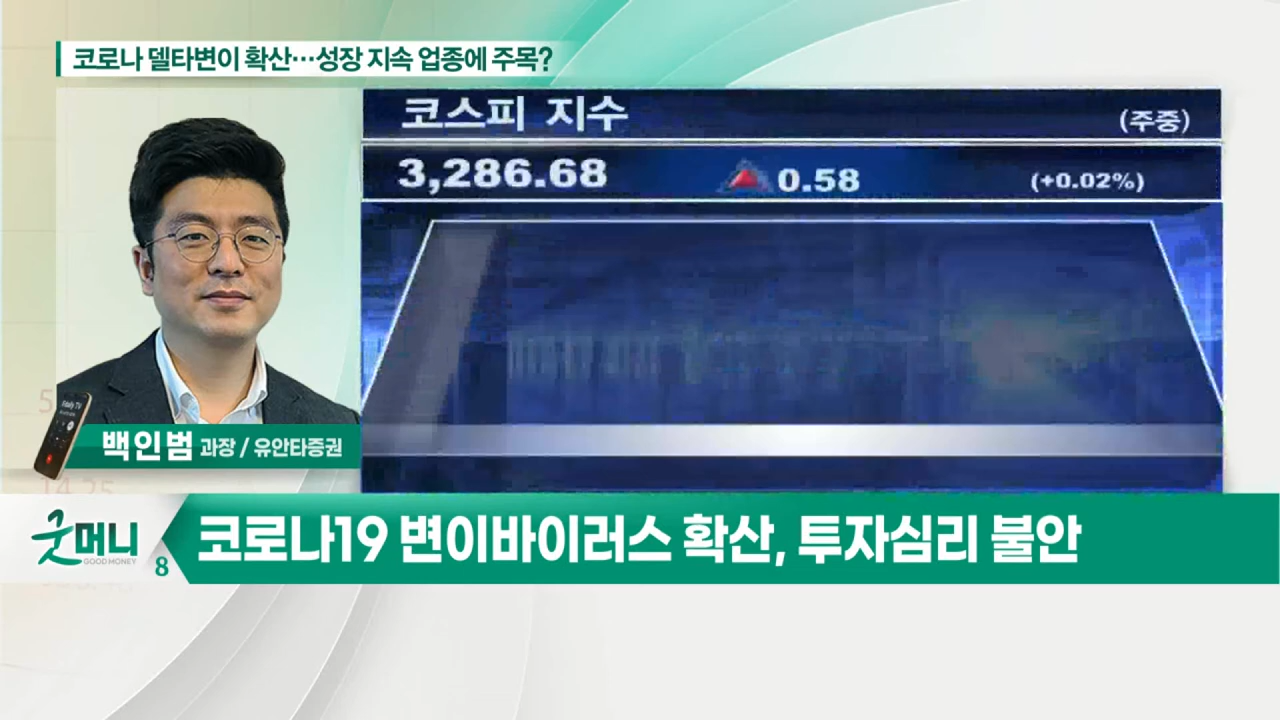 코로나 델타변이 확산…성장 지속 업종에 주목?
코스피 지수
(주중)
3,286.68 ▲ 0.58 (+0.02%)
백인범 과장 / 유안타증권
굿머니
GOOD MONEY
8
코로나19 변이바이러스 확산, 투자심리 불안